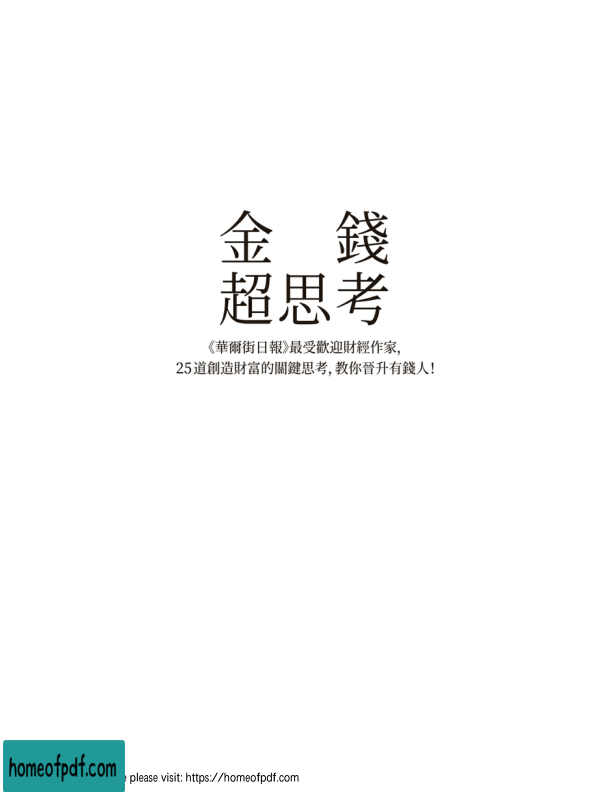 金 錢
超思考
《華爾街日報》最受歡迎財經作家,
25道創造財富的關鍵思考, 教你晉升有錢人!
homeofpdf.com
please visit: https://homeofpdf.com